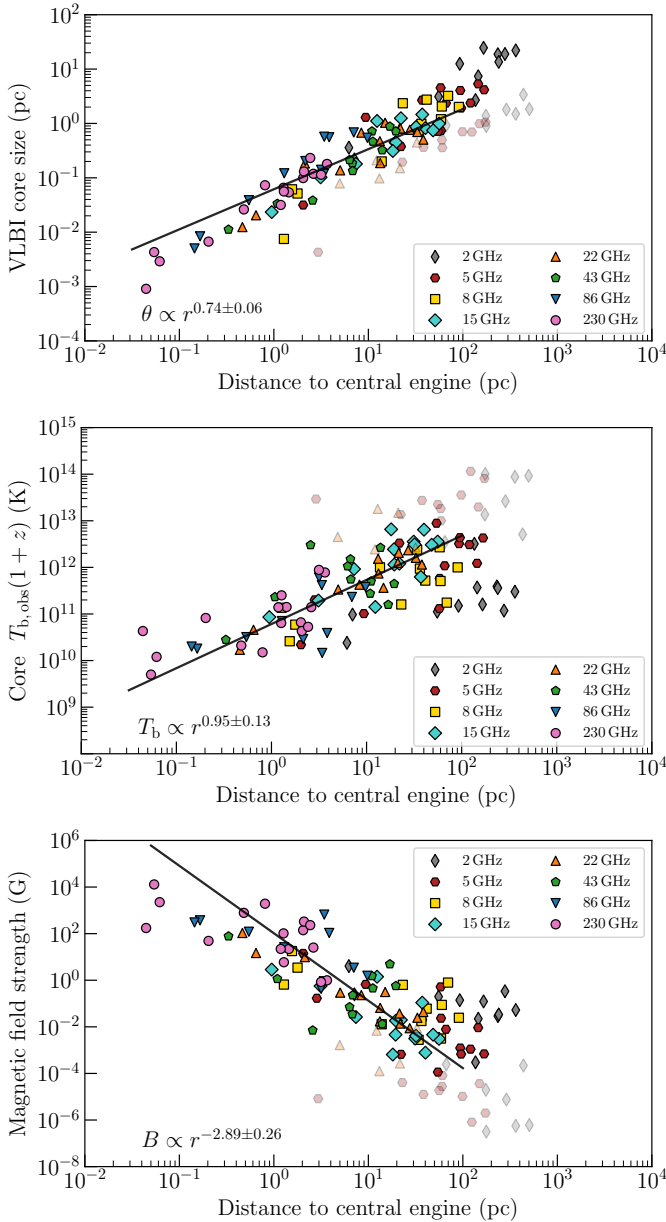 10^2
10^1
10^0
10^{-1}
10^{-2}
10^{-3}
10^{-4}
VLBI core size (pc)
2 GHz 22 GHz
5 GHz 43 GHz
8 GHz 86 GHz
15 GHz 230 GHz
θ ∝ r^{0.74±0.06}
10^{-2} 10^{-1} 10^0 10^1 10^2 10^3 10^4
Distance to central engine (pc)
10^{15}
10^{14}
10^{13}
10^{12}
10^{11}
10^{10}
10^9
Core T_{b,obs}(1 + z) (K)
2 GHz 22 GHz
5 GHz 43 GHz
8 GHz 86 GHz
15 GHz 230 GHz
T_b ∝ r^{0.95±0.13}
10^{-2} 10^{-1} 10^0 10^1 10^2 10^3 10^4
Distance to central engine (pc)
10^6
10^4
10^2
10^0
10^{-2}
10^{-4}
10^{-6}
10^{-8}
Magnetic field strength (G)
2 GHz 22 GHz
5 GHz 43 GHz
8 GHz 86 GHz
15 GHz 230 GHz
B ∝ r^{-2.89±0.26}
10^{-2} 10^{-1} 10^0 10^1 10^2 10^3 10^4
Distance to central engine (pc)